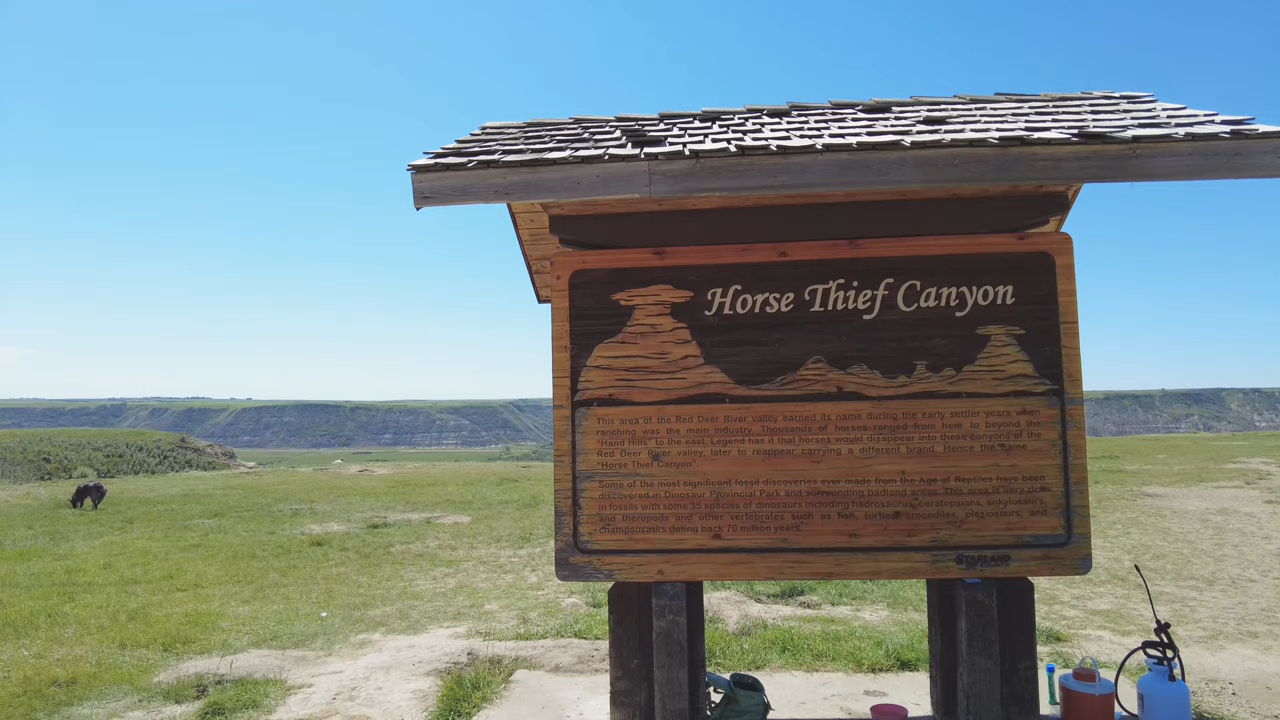 Horse Thief Canyon
This area of the Red Deer River valley earned its name during the early settler years when
ranching was the main industry. Thousands of horses ranged from here to beyond the
"Hand Hills" to the east. Legend has it that horses would disappear into these canyons of the
Red Deer River valley, later to reappear carrying a different brand. Hence the name
"Horse Thief Canyon".
Some of the most significant fossil discoveries ever made from the Age of Reptiles have been
discovered in Dinosaur Provincial Park and surrounding badland areas. This area is very rich
in fossils with some 35 species of dinosaurs including hadrosaurus, ceratopsians, ankylosaurs,
and theropods and other vertebrates such as fish, turtles, crocodiles, plesiosaurs, and
champsosaurs dating back 70 million years.
STARLAND